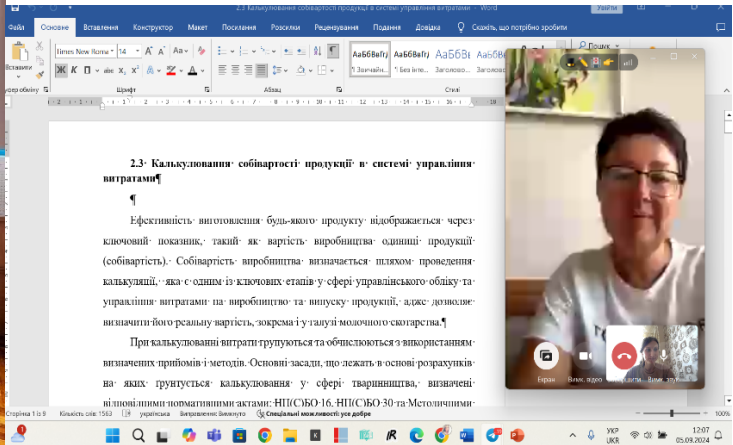 2.3 Калькулювання собівартості продукції в системі управління витратами - Word
Увійти
Файл Основне Вставлення Конструктор Макет Посилання Розсилки Рецензування Подання Довідка Скажіть, що потрібно зробити
Times New Roman 14
Вставити
Ж К П
Шрифт
Абзац
Стилі
АаБбВвГг АаБбВвГг АаБбВв
Звичайн... Без інте... Заголово... Заголово
Пошук
2.3 Калькулювання собівартості продукції в системі управління
витратами¶
¶
Ефективність виготовлення будь-якого продукту відображається через
ключовий показник, такий як вартість виробництва одиниці продукції
(собівартість). Собівартість виробництва визначається шляхом проведення
калькуляції, яка є одним із ключових етапів у сфері управлінського обліку та
управління витратами на виробництво та випуску продукції, адже дозволяє
визначити його реальну вартість, зокрема і у галузі молочного скотарства.¶
При калькулюванні витрати групуються та обчислюються з використанням
визначених прийомів і методів. Основні засади, що лежать в основі розрахунків
на яких ґрунтується калькулювання у сфері тваринництва, визначені
відповідними нормативними актами: НП(С)БО 16, НП(С)БО 30 та Методичними
Екран Вимк. відео Вимк. звук
Сторінка 1 із 8 Кількість слів: 1563 українська Виправлення: Вимкнуто Спеціальні можливості: усе добре
100%
УКР
UKR
12:07
05.09.2024